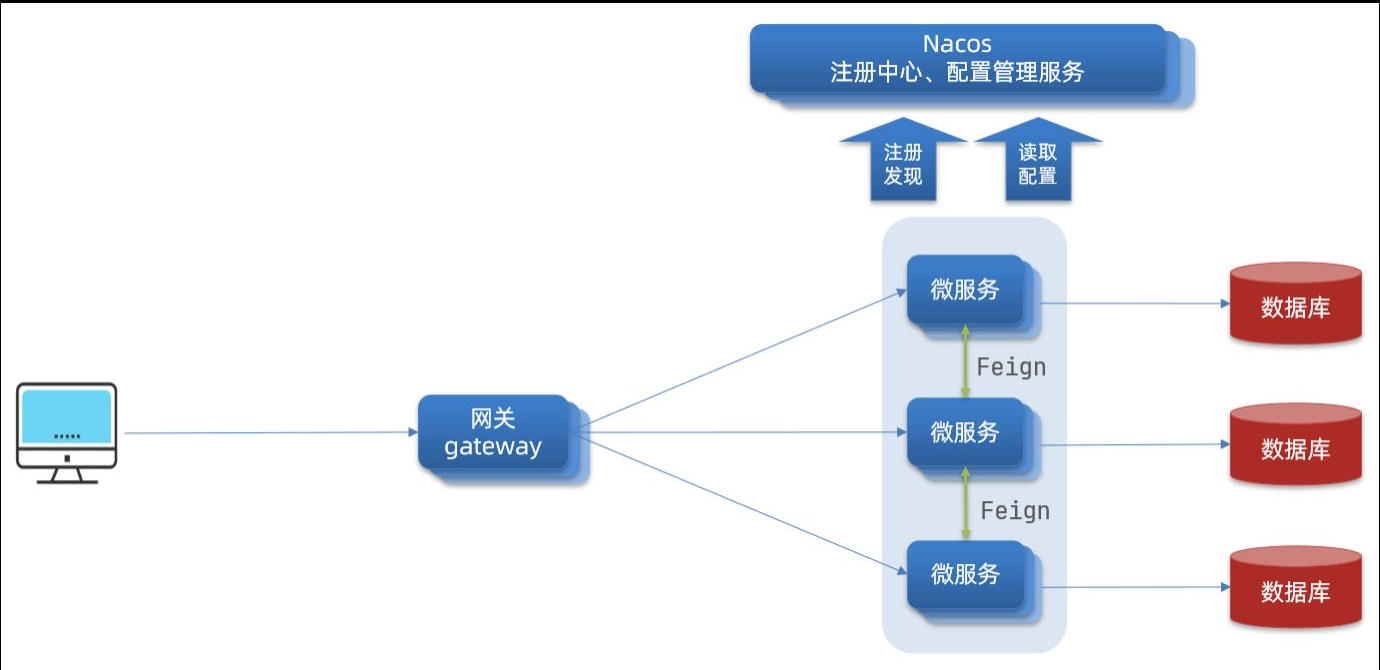 Nacos
注册中心、配置管理服务
注册
发现
读取
配置
微服务
数据库
Feign
网关
gateway
微服务
数据库
Feign
微服务
数据库